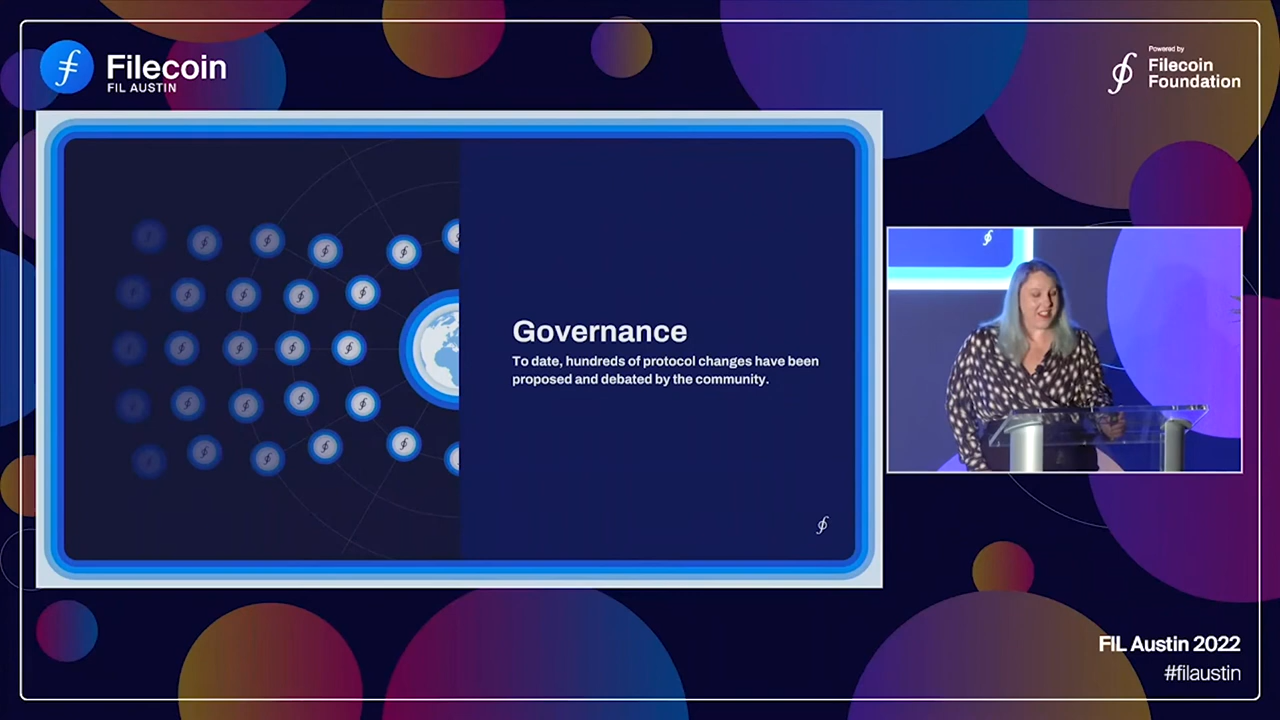 Filecoin
FIL AUSTIN
Powered by
Filecoin
Foundation
Governance
To date, hundreds of protocol changes have been
proposed and debated by the community.
FIL Austin 2022
#filaustin